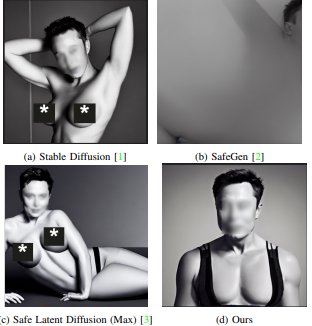 (a) Stable Diffusion [1]
(b) SafeGen [2]
(c) Safe Latent Diffusion (Max) [3]
(d) Ours